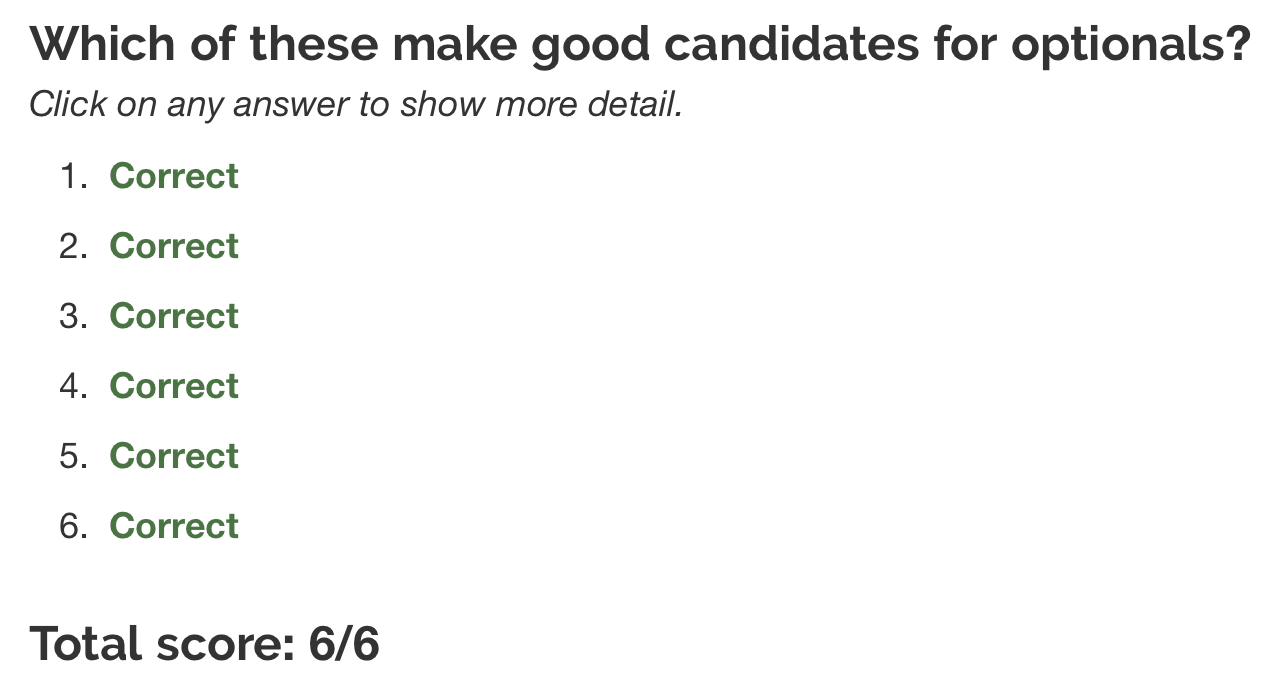 Which of these make good candidates for optionals?
Click on any answer to show more detail.
1. Correct
2. Correct
3. Correct
4. Correct
5. Correct
6. Correct
Total score: 6/6